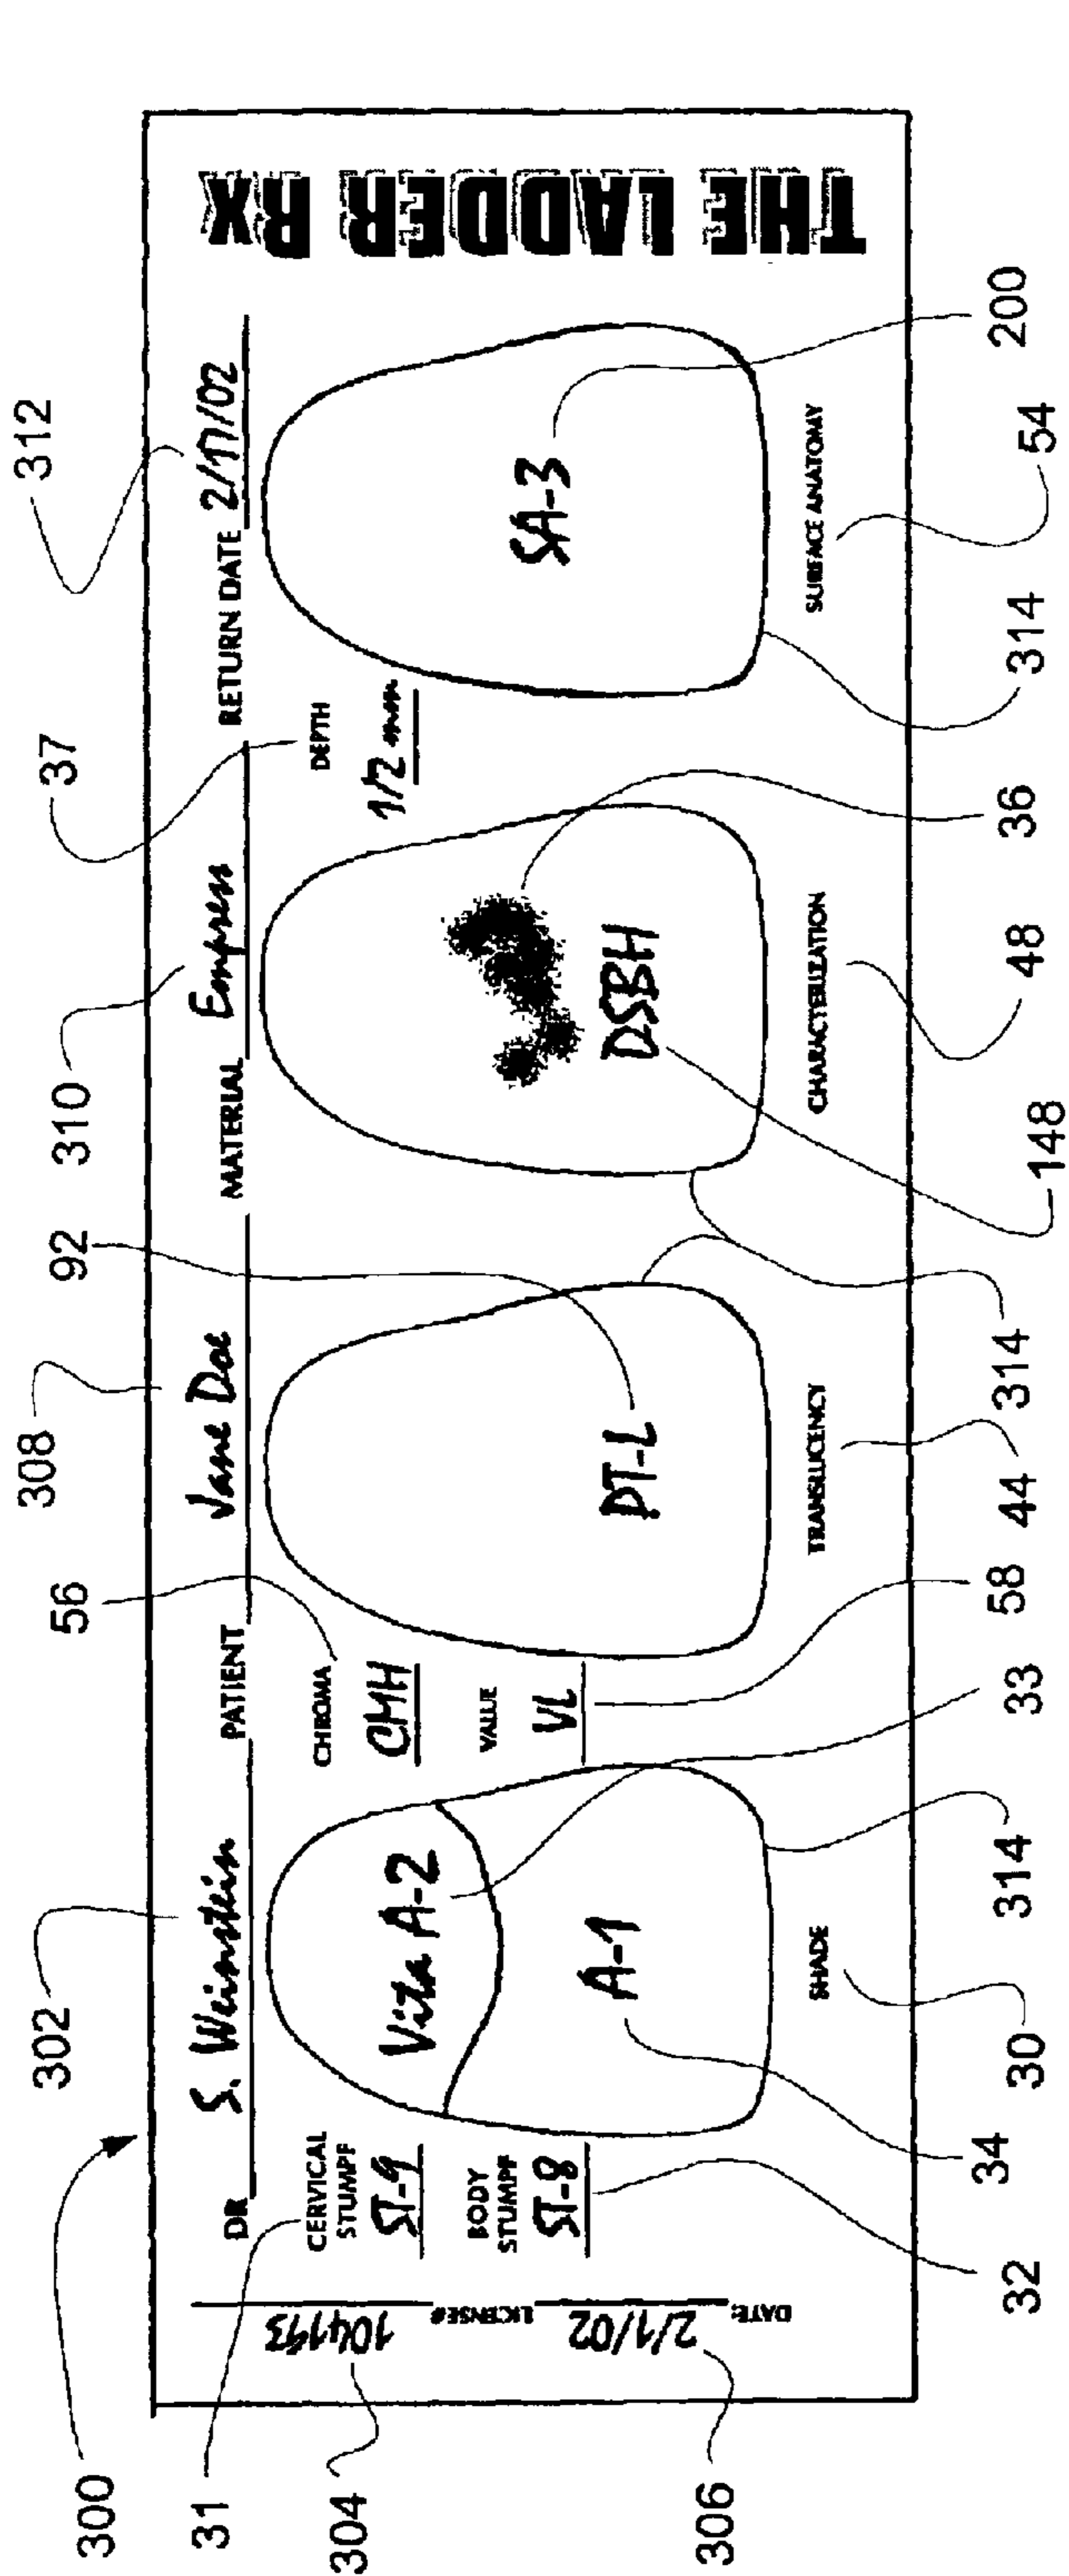 312
37
310
92
308
56
302
300
31
304
306
THE LADDER RX
DR S. Weinstein PATIENT Jane Doe MATERIAL Empress RETURN DATE 2/17/02
CERVICAL
STUMPF
ST-9
BODY
STUMPF
ST-8
Vita A-2
A-1
SHADE
CHROMA
CMH
VALUE
VL
DT-L
TRANSLUCENCY
DSBH
CHARACTERIZATION
DEPTH
1/2 mm
SA-3
SURFACE ANATOMY
DATE: 2/1/02 LICENSE#
32
34
30
314
33
58
44
314
148
48
36
314
54
200